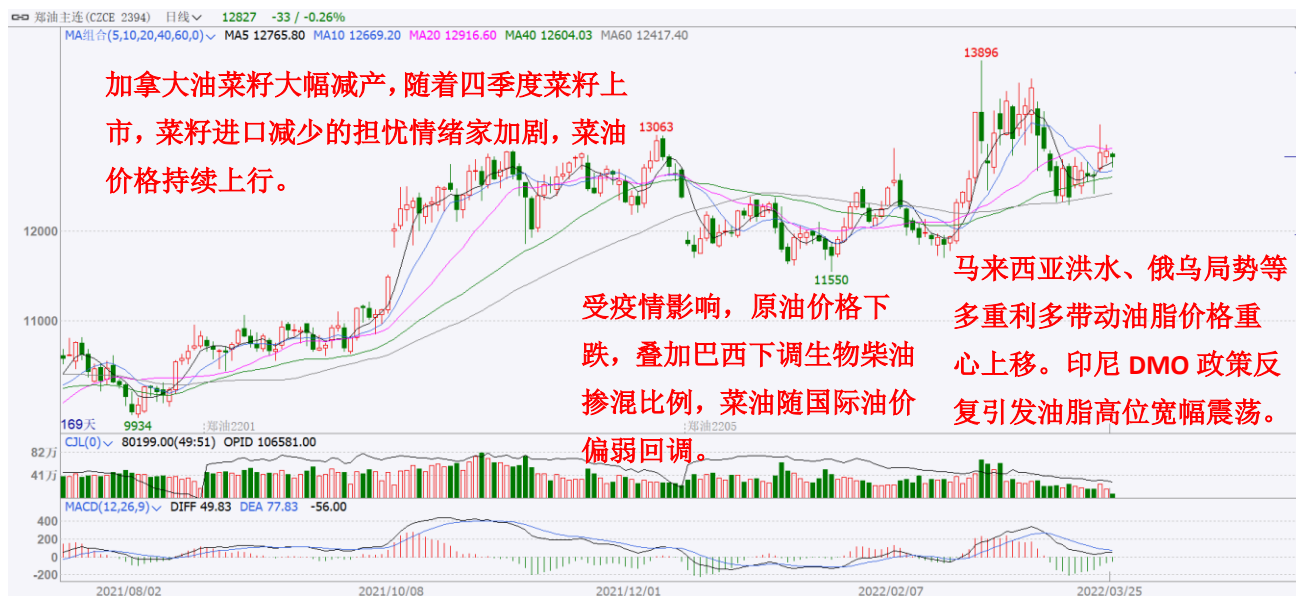 郑油主连(CZCE 2394) 日线 12827 -33 / -0.26%
MA组合(5,10,20,40,60,0) MA5 12765.80 MA10 12669.20 MA20 12916.60 MA40 12604.03 MA60 12417.40
13896
加拿大油菜籽大幅减产，随着四季度菜籽上
市，菜籽进口减少的担忧情绪家加剧，菜油
价格持续上行。
13063
12000
11550
11000
受疫情影响，原油价格下
跌，叠加巴西下调生物柴油
掺混比例，菜油随国际油价
偏弱回调。
马来西亚洪水、俄乌局势等
多重利多带动油脂价格重
心上移。印尼 DMO 政策反
复引发油脂高位宽幅震荡。
169天
9934
郑油2201
郑油2205
CJL(0) 80199.00(49:51) OPID 106581.00
82万
41万
MACD(12,26,9) DIFF 49.83 DEA 77.83 -56.00
400
200
0
-200
2021/08/02
2021/10/08
2021/12/01
2022/02/07
2022/03/25